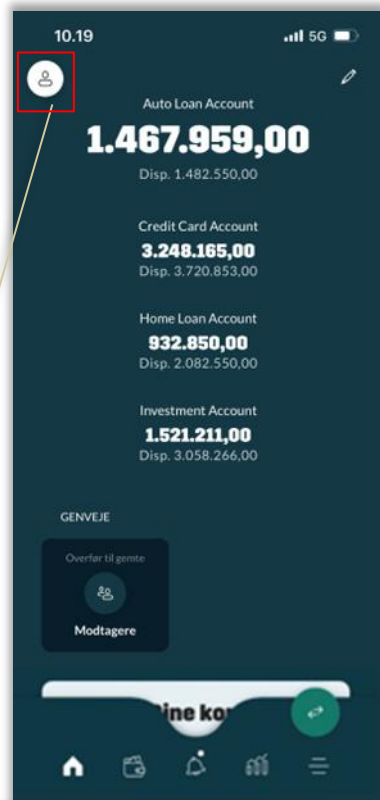 10.19
5G
Auto Loan Account
1.467.959,00
Disp. 1.482.550,00
Credit Card Account
3.248.165,00
Disp. 3.720.853,00
Home Loan Account
932.850,00
Disp. 2.082.550,00
Investment Account
1.521.211,00
Disp. 3.058.266,00
GENVEJE
Overfør til gemte
Modtagere